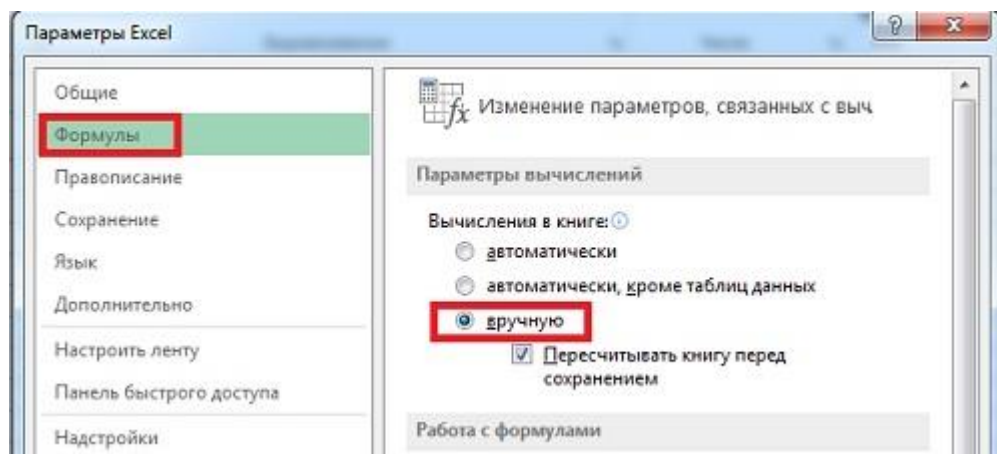 Параметры Excel
Общие
Формулы
Правописание
Сохранение
Язык
Дополнительно
Настроить ленту
Панель быстрого доступа
Надстройки
Изменение параметров, связанных с выч
Параметры вычислений
Вычисления в книге:
автоматически
автоматически, кроме таблиц данных
вручную
Пересчитывать книгу перед
сохранением
Работа с формулами